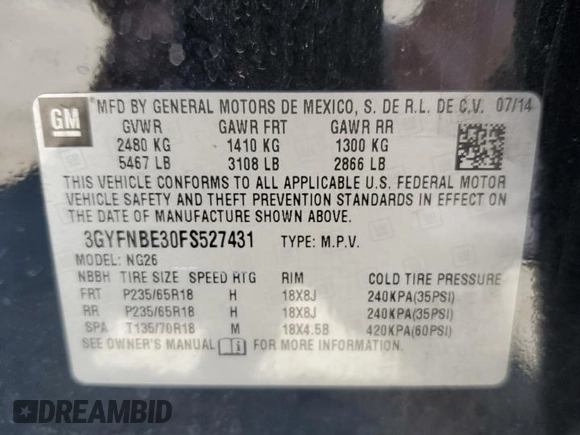 GM
MFD BY GENERAL MOTORS DE MEXICO, S. DE R.L. DE C.V. 07/14
GVWR GAWR FRT GAWR RR
2480 KG 1410 KG 1300 KG
5467 LB 3108 LB 2866 LB
THIS VEHICLE CONFORMS TO ALL APPLICABLE U.S. FEDERAL MOTOR
VEHICLE SAFETY AND THEFT PREVENTION STANDARDS IN EFFECT ON
THE DATE OF MANUFACTURE SHOWN ABOVE.
3GYFNBE30FS527431 TYPE: M.P.V.
MODEL: NG26
NBBH TIRE SIZE SPEED RTG RIM COLD TIRE PRESSURE
FRT P235/65R18 H 18X8J 240KPA(35PSI)
RR P235/65R18 H 18X8J 240KPA(35PSI)
SPA T135/70R18 M 18X4.5B 420KPA(60PSI)
SEE OWNER'S MANUAL FOR MORE INFORMATION
DREAMBID